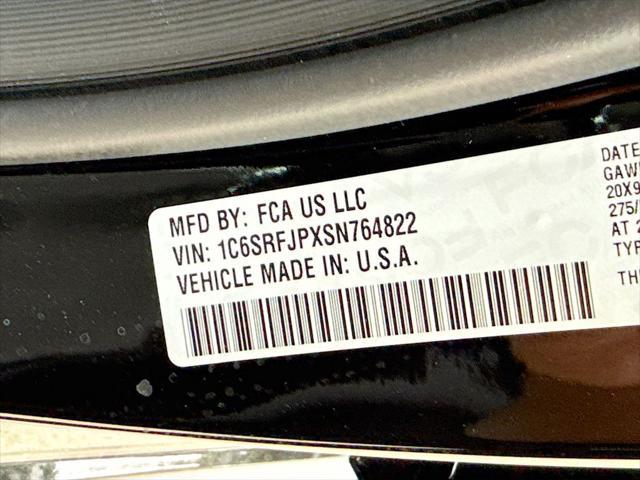 MFD BY: FCA US LLC
VIN: 1C6SRFJPXSN764822
VEHICLE MADE IN: U.S.A.
DATE
GAW
20X9
275/
AT 2
TYP
TH